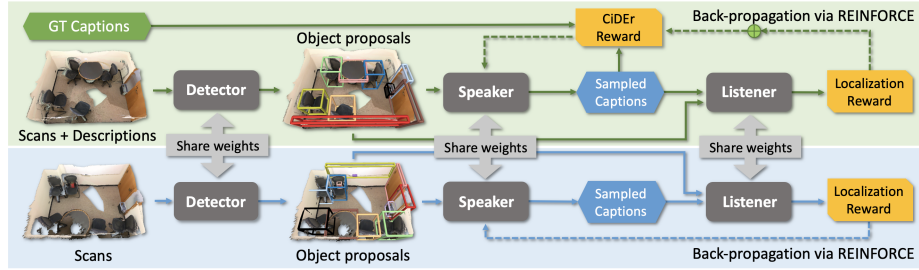 GT Captions
CiDEr
Reward
Back-propagation via REINFORCE
Object proposals
Detector
Speaker
Sampled
Captions
Listener
Localization
Reward
Scans + Descriptions
Share weights
Share weights
Share weights
Detector
Speaker
Sampled
Captions
Listener
Localization
Reward
Scans
Object proposals
Back-propagation via REINFORCE